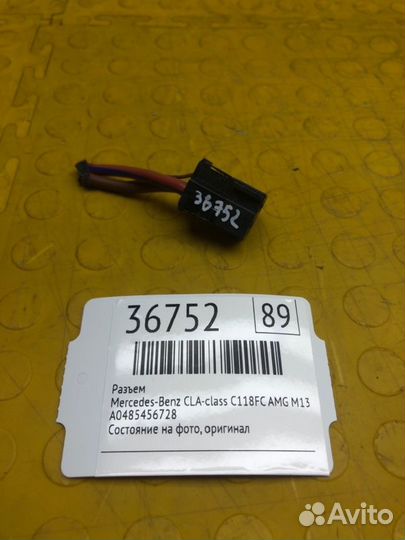 36752
36752 89
Разъем
Mercedes-Benz CLA-class C118FC AMG M13
A0485456728
Состояние на фото, оригинал
Avito